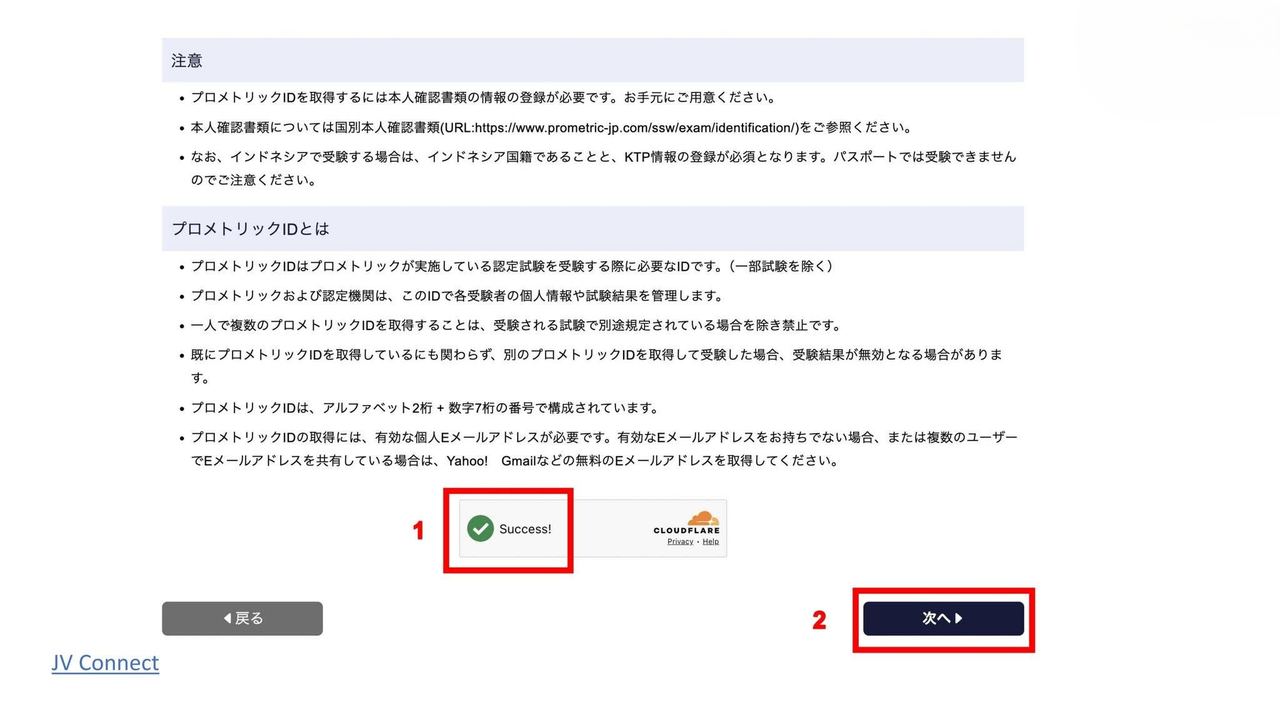 注意
• プロメトリックIDを取得するには本人確認書類の情報の登録が必要です。お手元にご用意ください。
• 本人確認書類については国別本人確認書類(URL:https://www.prometric-jp.com/ssw/exam/identification/)をご参照ください。
• なお、インドネシアで受験する場合は、インドネシア国籍であることと、KTP情報の登録が必須となります。パスポートでは受験できません
のでご注意ください。
プロメトリックIDとは
• プロメトリックIDはプロメトリックが実施している認定試験を受験する際に必要なIDです。（一部試験を除く）
• プロメトリックおよび認定機関は、このIDで各受験者の個人情報や試験結果を管理します。
• 一人で複数のプロメトリックIDを取得することは、受験される試験で別途規定されている場合を除き禁止です。
• 既にプロメトリックIDを取得しているにも関わらず、別のプロメトリックIDを取得して受験した場合、受験結果が無効となる場合がありま
す。
• プロメトリックIDは、アルファベット2桁 + 数字7桁の番号で構成されています。
• プロメトリックIDの取得には、有効な個人Eメールアドレスが必要です。有効なEメールアドレスをお持ちでない場合、または複数のユーザー
でEメールアドレスを共有している場合は、Yahoo!　Gmailなどの無料のEメールアドレスを取得してください。
1
Success!
CLOUDFLARE
Privacy • Help
戻る
2
次へ
JV Connect